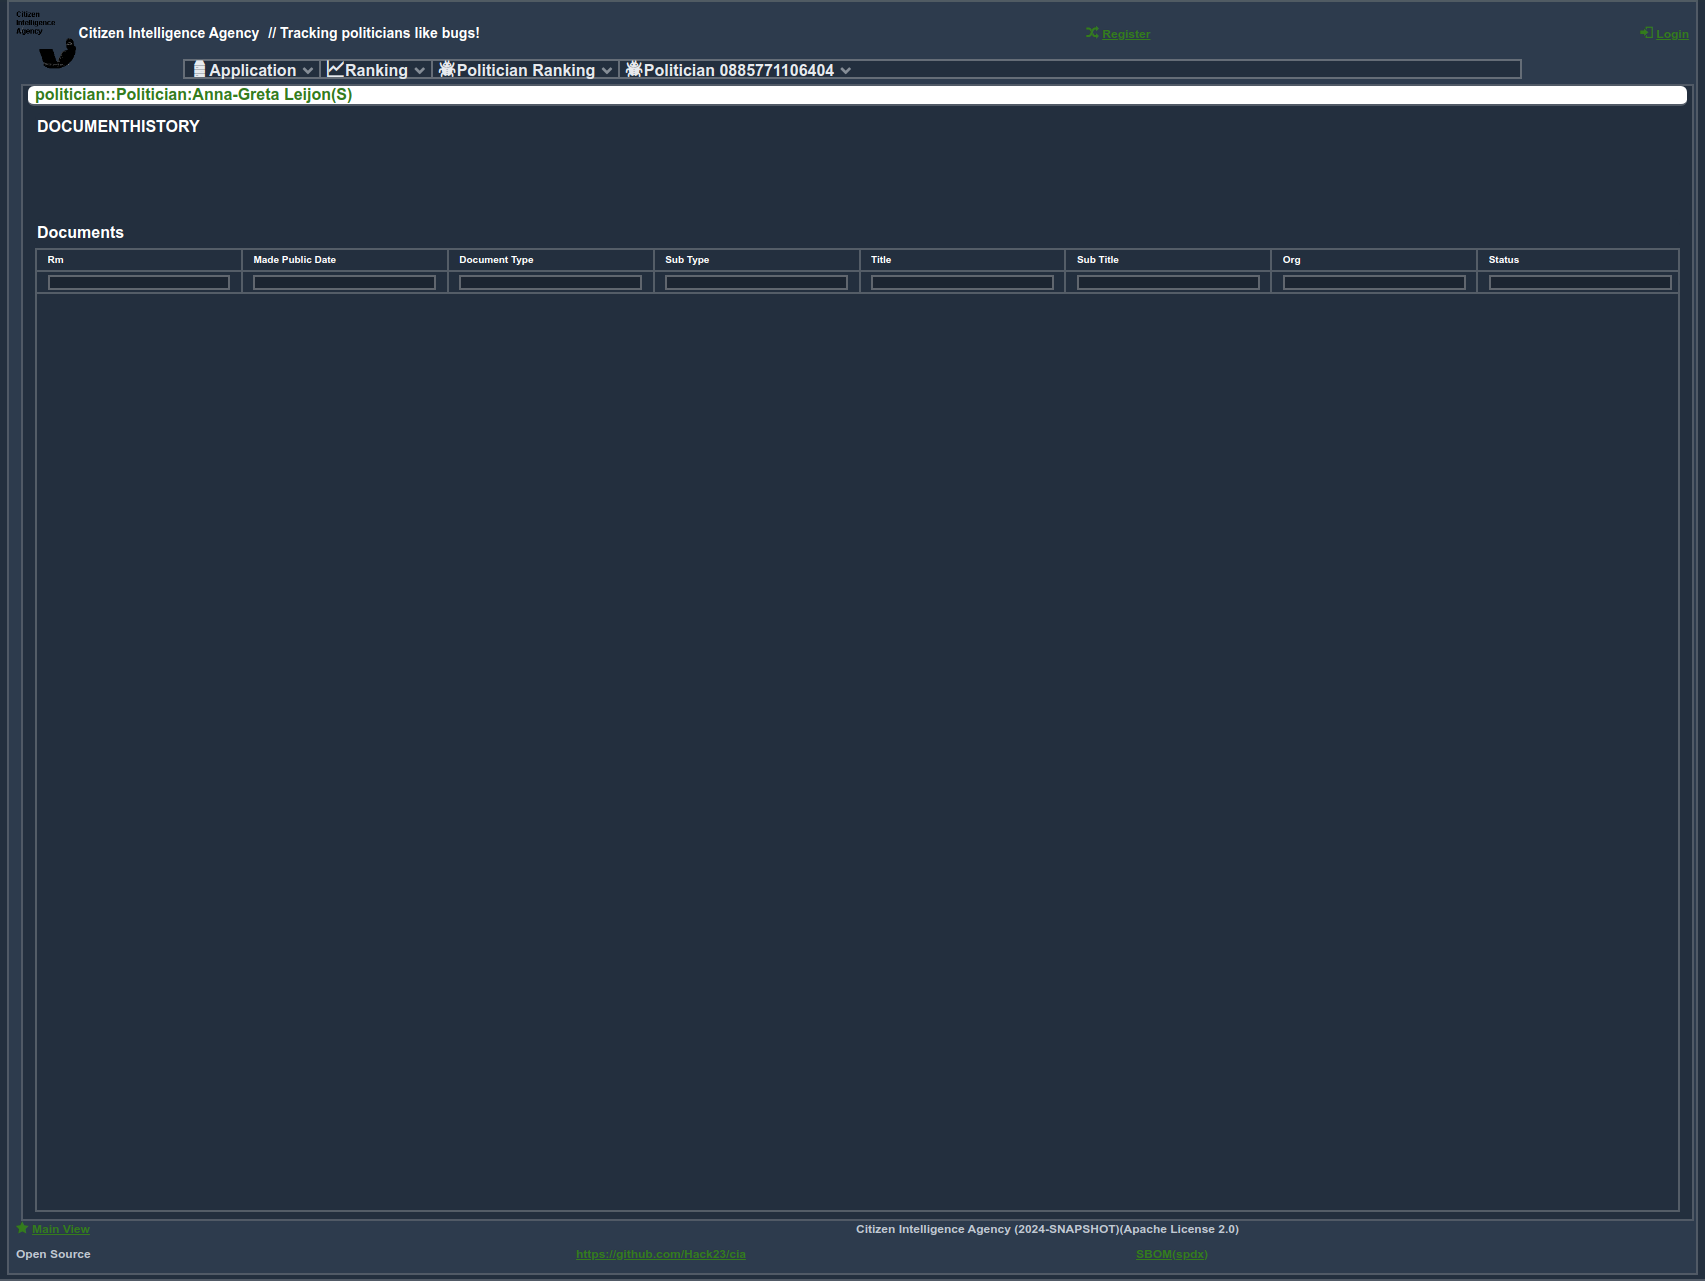 Citizen
Intelligence
Agency
Citizen Intelligence Agency // Tracking politicians like bugs!
Register
Login
Application
Ranking
Politician Ranking
Politician 0885771106404
politician::Politician:Anna-Greta Leijon(S)
DOCUMENTHISTORY
Documents
Rm
Made Public Date
Document Type
Sub Type
Title
Sub Title
Org
Status
Main View
Citizen Intelligence Agency (2024-SNAPSHOT)(Apache License 2.0)
Open Source
https://github.com/Hack23/cia
SBOM(spdx)